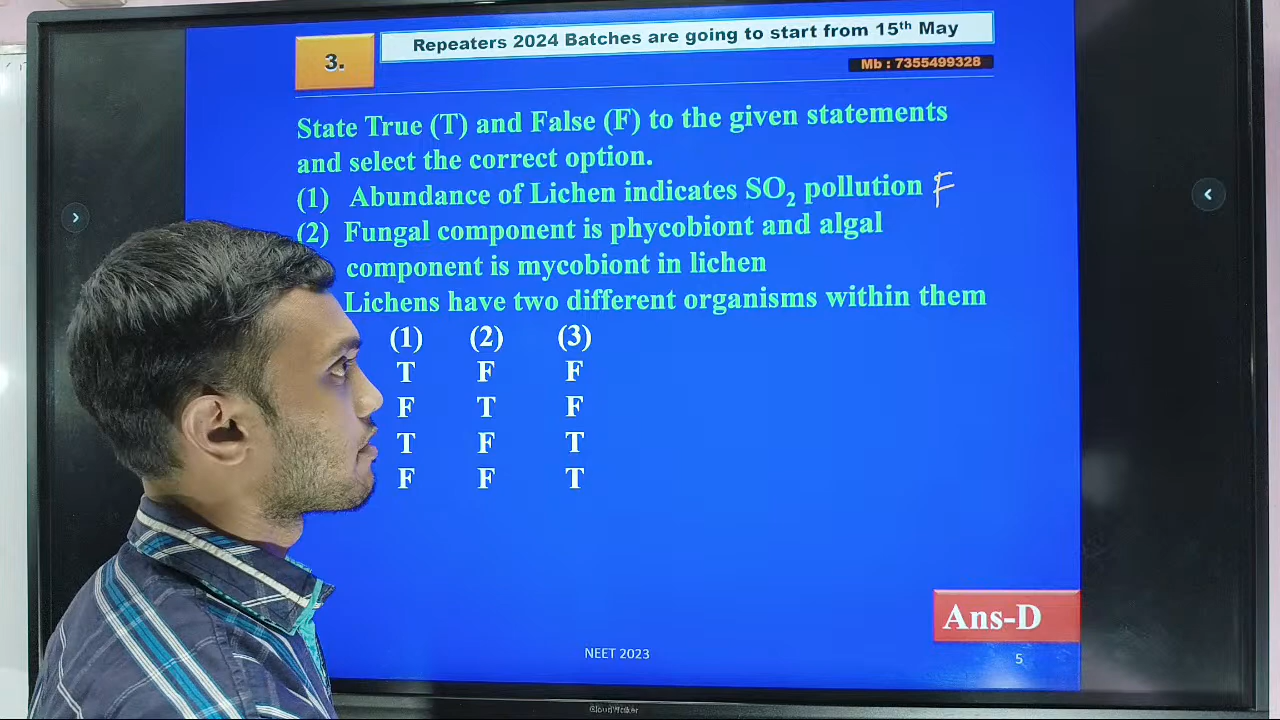 3.
Repeaters 2024 Batches are going to start from 15th May
Mb : 7355499328
State True (T) and False (F) to the given statements
and select the correct option.
(1) Abundance of Lichen indicates SO₂ pollution F
(2) Fungal component is phycobiont and algal
component is mycobiont in lichen
Lichens have two different organisms within them
(1) (2) (3)
T F F
F T F
T F T
F F T
Ans-D
NEET 2023
5
CloudWalker